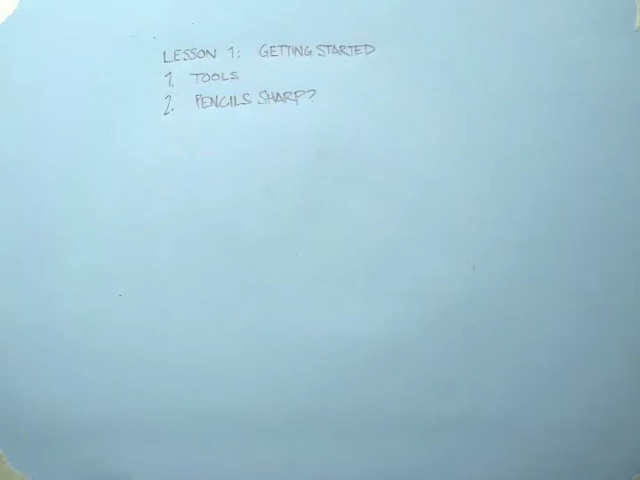 LESSON 1: GETTING STARTED
1. TOOLS
2. PENCILS SHARP?